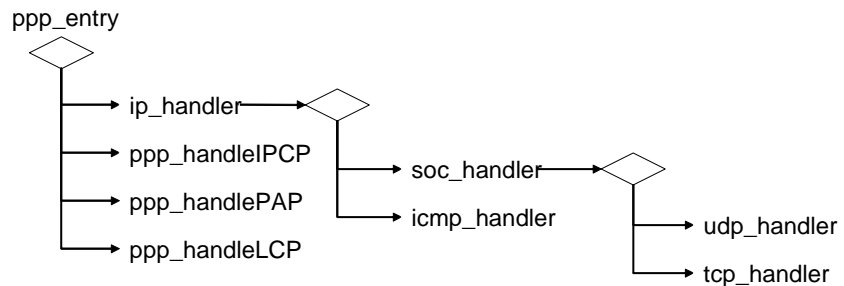 ppp_entry
ip_handler
ppp_handleIPCP
soc_handler
ppp_handlePAP
icmp_handler
udp_handler
ppp_handleLCP
tcp_handler